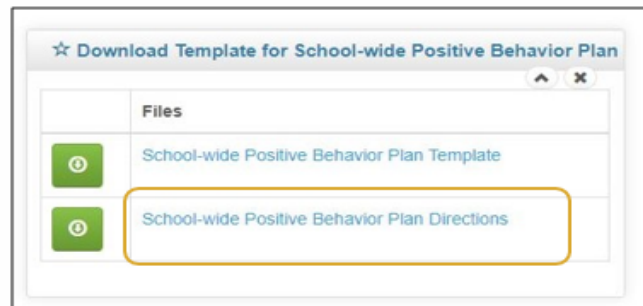 ☆ Download Template for School-wide Positive Behavior Plan
Files
School-wide Positive Behavior Plan Template
School-wide Positive Behavior Plan Directions